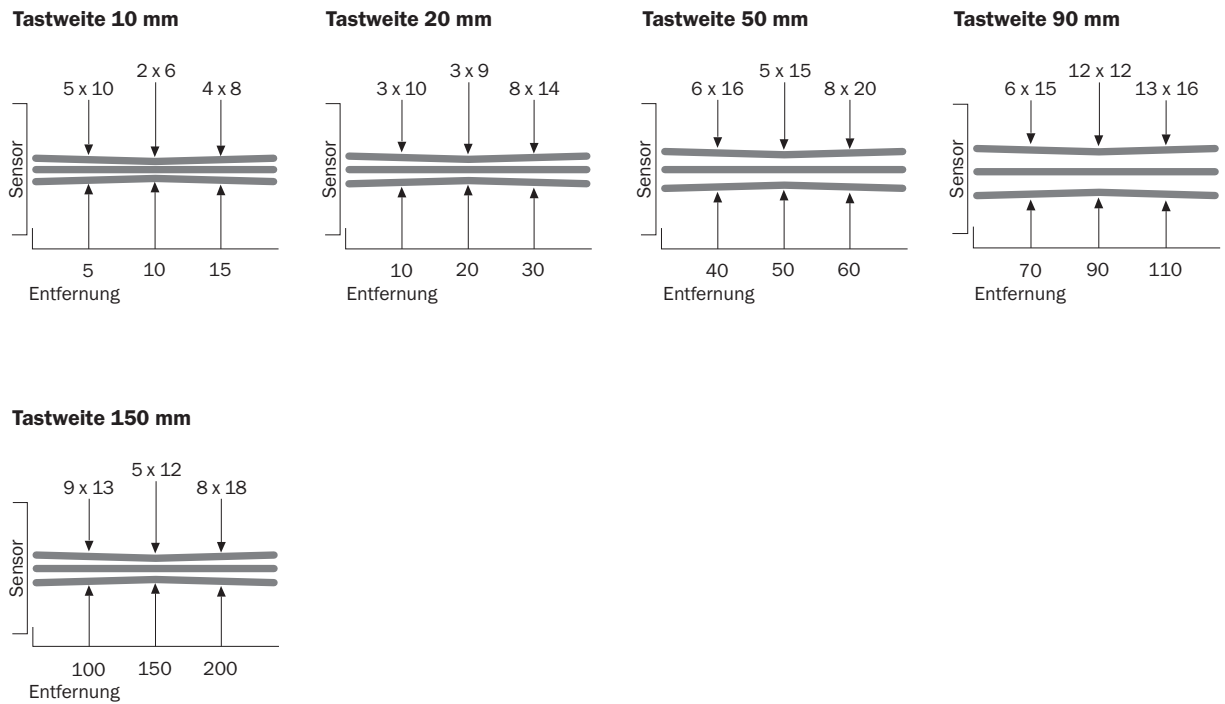 Tastweite 10 mm
2 x 6
5 x 10
4 x 8
Sensor
5 10 15
Entfernung
Tastweite 20 mm
3 x 9
3 x 10
8 x 14
Sensor
10 20 30
Entfernung
Tastweite 50 mm
5 x 15
6 x 16
8 x 20
Sensor
40 50 60
Entfernung
Tastweite 90 mm
12 x 12
6 x 15
13 x 16
Sensor
70 90 110
Entfernung
Tastweite 150 mm
5 x 12
9 x 13
8 x 18
Sensor
100 150 200
Entfernung